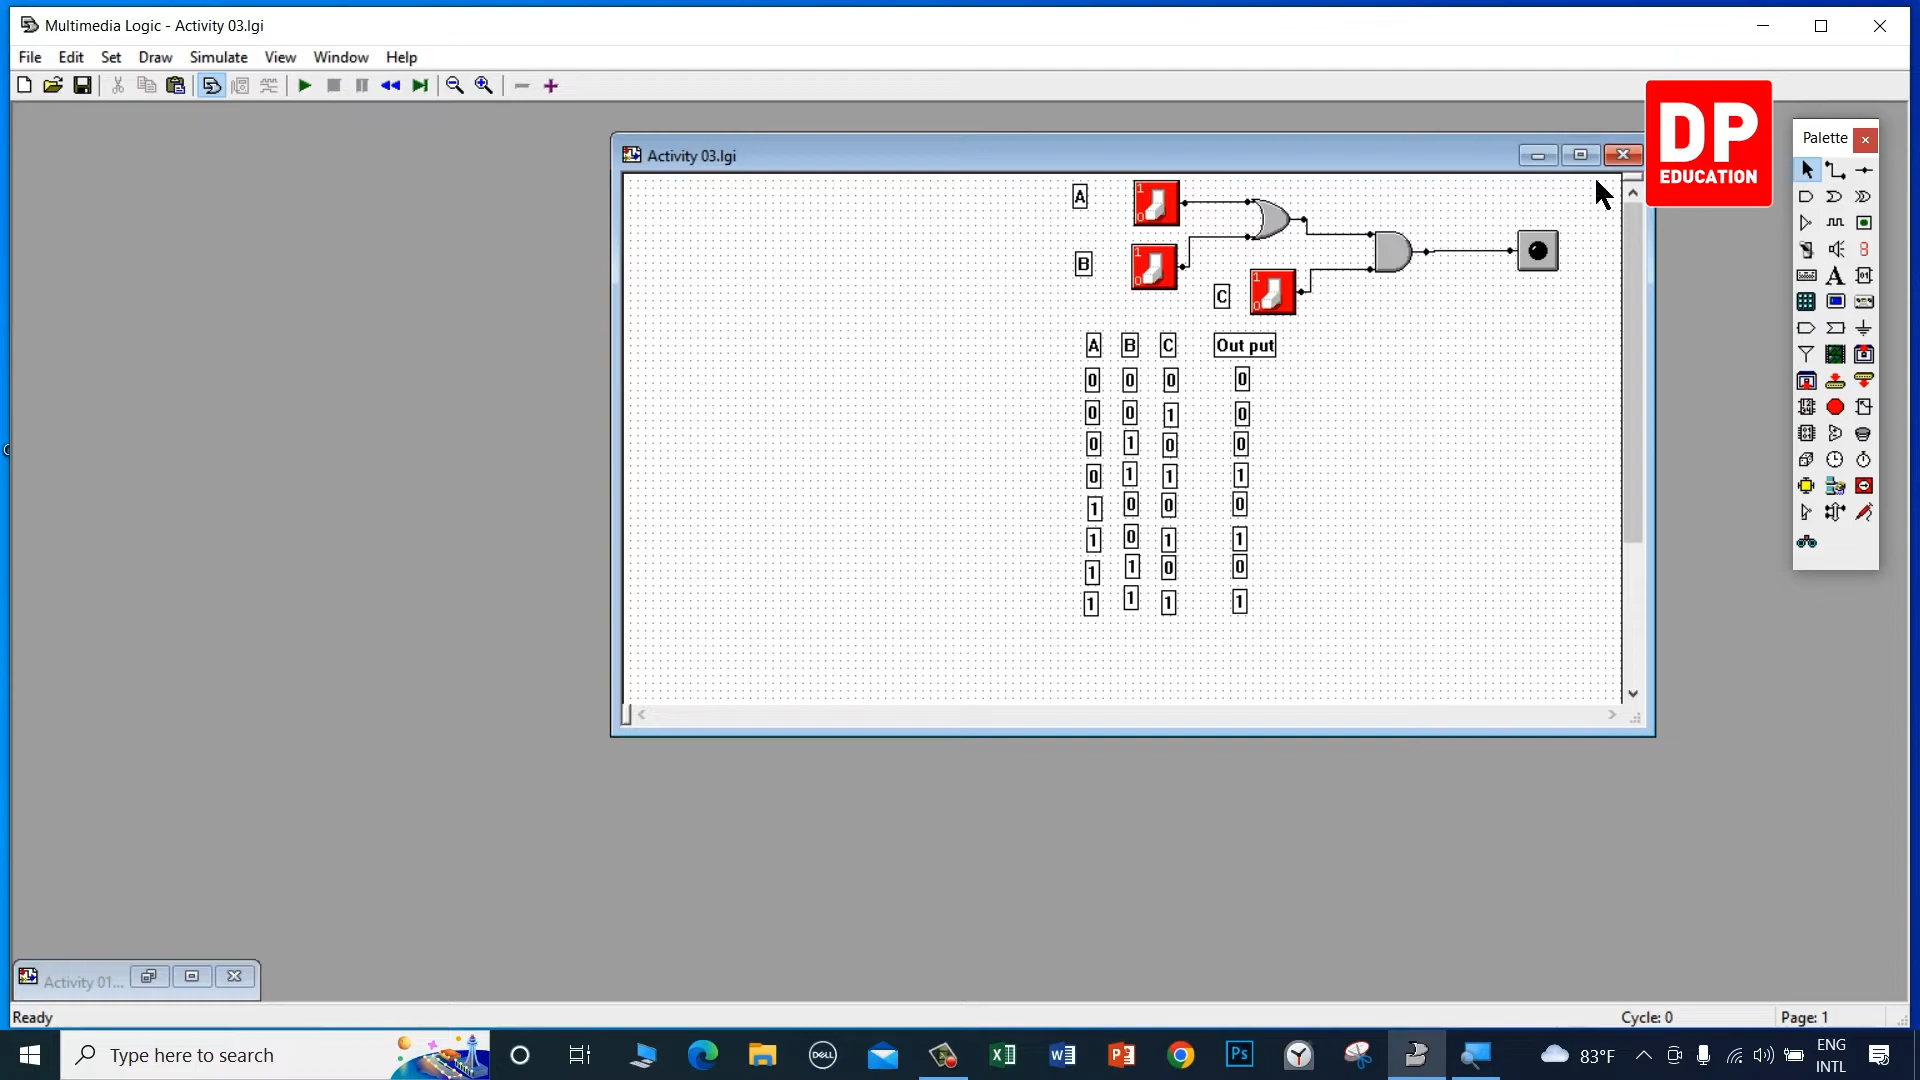 Multimedia Logic - Activity 03.lgi
File Edit Set Draw Simulate View Window Help
DP
EDUCATION
Palette
Activity 03.lgi
A
B
C
A B C Out put
0 0 0 0
0 0 1 0
0 1 0 0
0 1 1 1
1 0 0 0
1 0 1 1
1 1 0 0
1 1 1 1
Activity 01...
Ready Cycle: 0 Page: 1
Type here to search
83°F
ENG
INTL